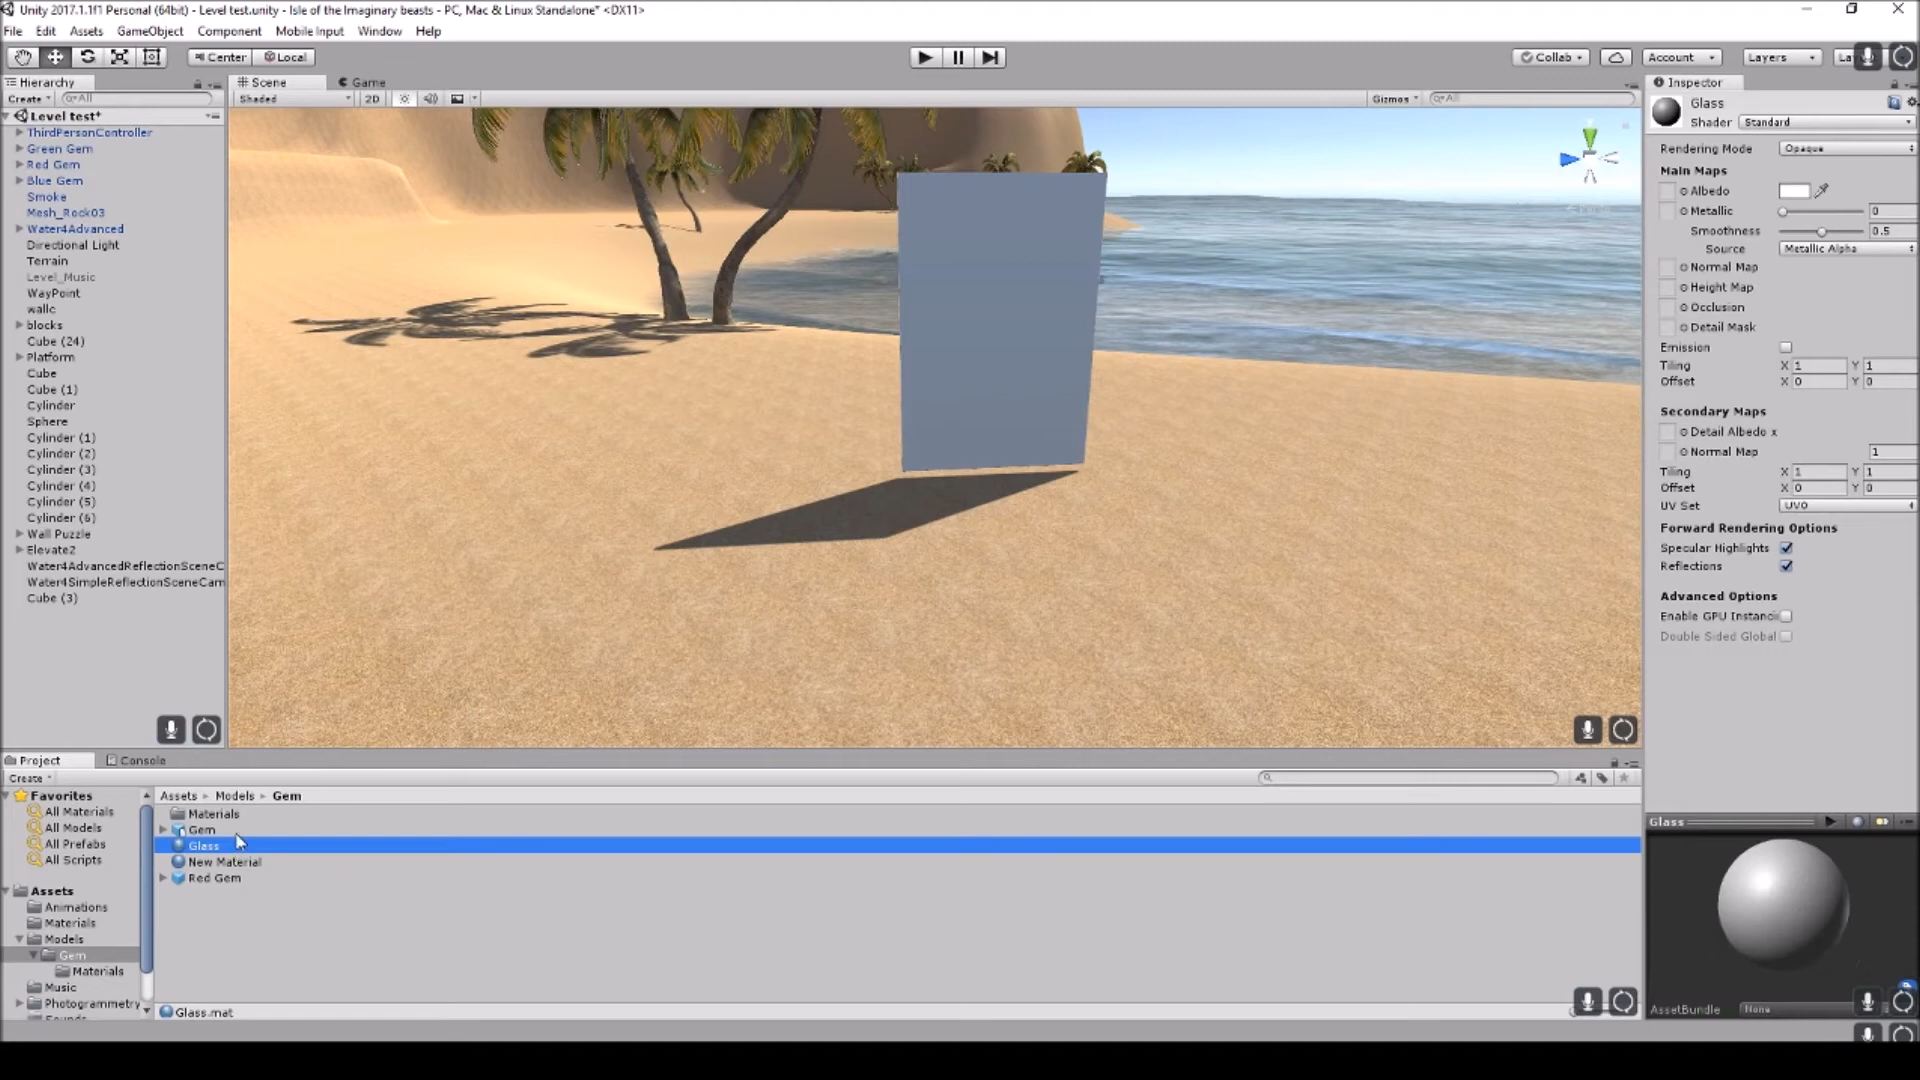 Unity 2017.1.1f1 Personal (64bit) - Level test.unity - Isle of the Imaginary beasts - PC, Mac & Linux Standalone* <DX11>
File Edit Assets GameObject Component Mobile Input Window Help
Center Local Collab Account Layers La
Hierarchy
Create All
Level test*
ThirdPersonController
Green Gem
Red Gem
Blue Gem
Smoke
Mesh_Rock03
Water4Advanced
Directional Light
Terrain
Level_Music
WayPoint
wallc
blocks
Cube (24)
Platform
Cube
Cube (1)
Cylinder
Sphere
Cylinder (1)
Cylinder (2)
Cylinder (3)
Cylinder (4)
Cylinder (5)
Cylinder (6)
Wall Puzzle
Elevate2
Water4AdvancedReflectionSceneC
Water4SimpleReflectionSceneCam
Cube (3)
Scene Game
Shaded 2D Gizmos All
Inspector
Glass
Shader Standard
Rendering Mode Opaque
Main Maps
Albedo
Metallic 0
Smoothness 0.5
Source Metallic Alpha
Normal Map
Height Map
Occlusion
Detail Mask
Emission
Tiling X 1 Y 1
Offset X 0 Y 0
Secondary Maps
Detail Albedo x
Normal Map 1
Tiling X 1 Y 1
Offset X 0 Y 0
UV Set UV0
Forward Rendering Options
Specular Highlights
Reflections
Advanced Options
Enable GPU Instanci
Double Sided Global
Project Console
Create
Favorites
All Materials
All Models
All Prefabs
All Scripts
Assets
Animations
Materials
Models
Gem
Materials
Music
Photogrammetry
Sounds
Assets Models Gem
Materials
Gem
Glass
New Material
Red Gem
Glass.mat
Glass
AssetBundle None